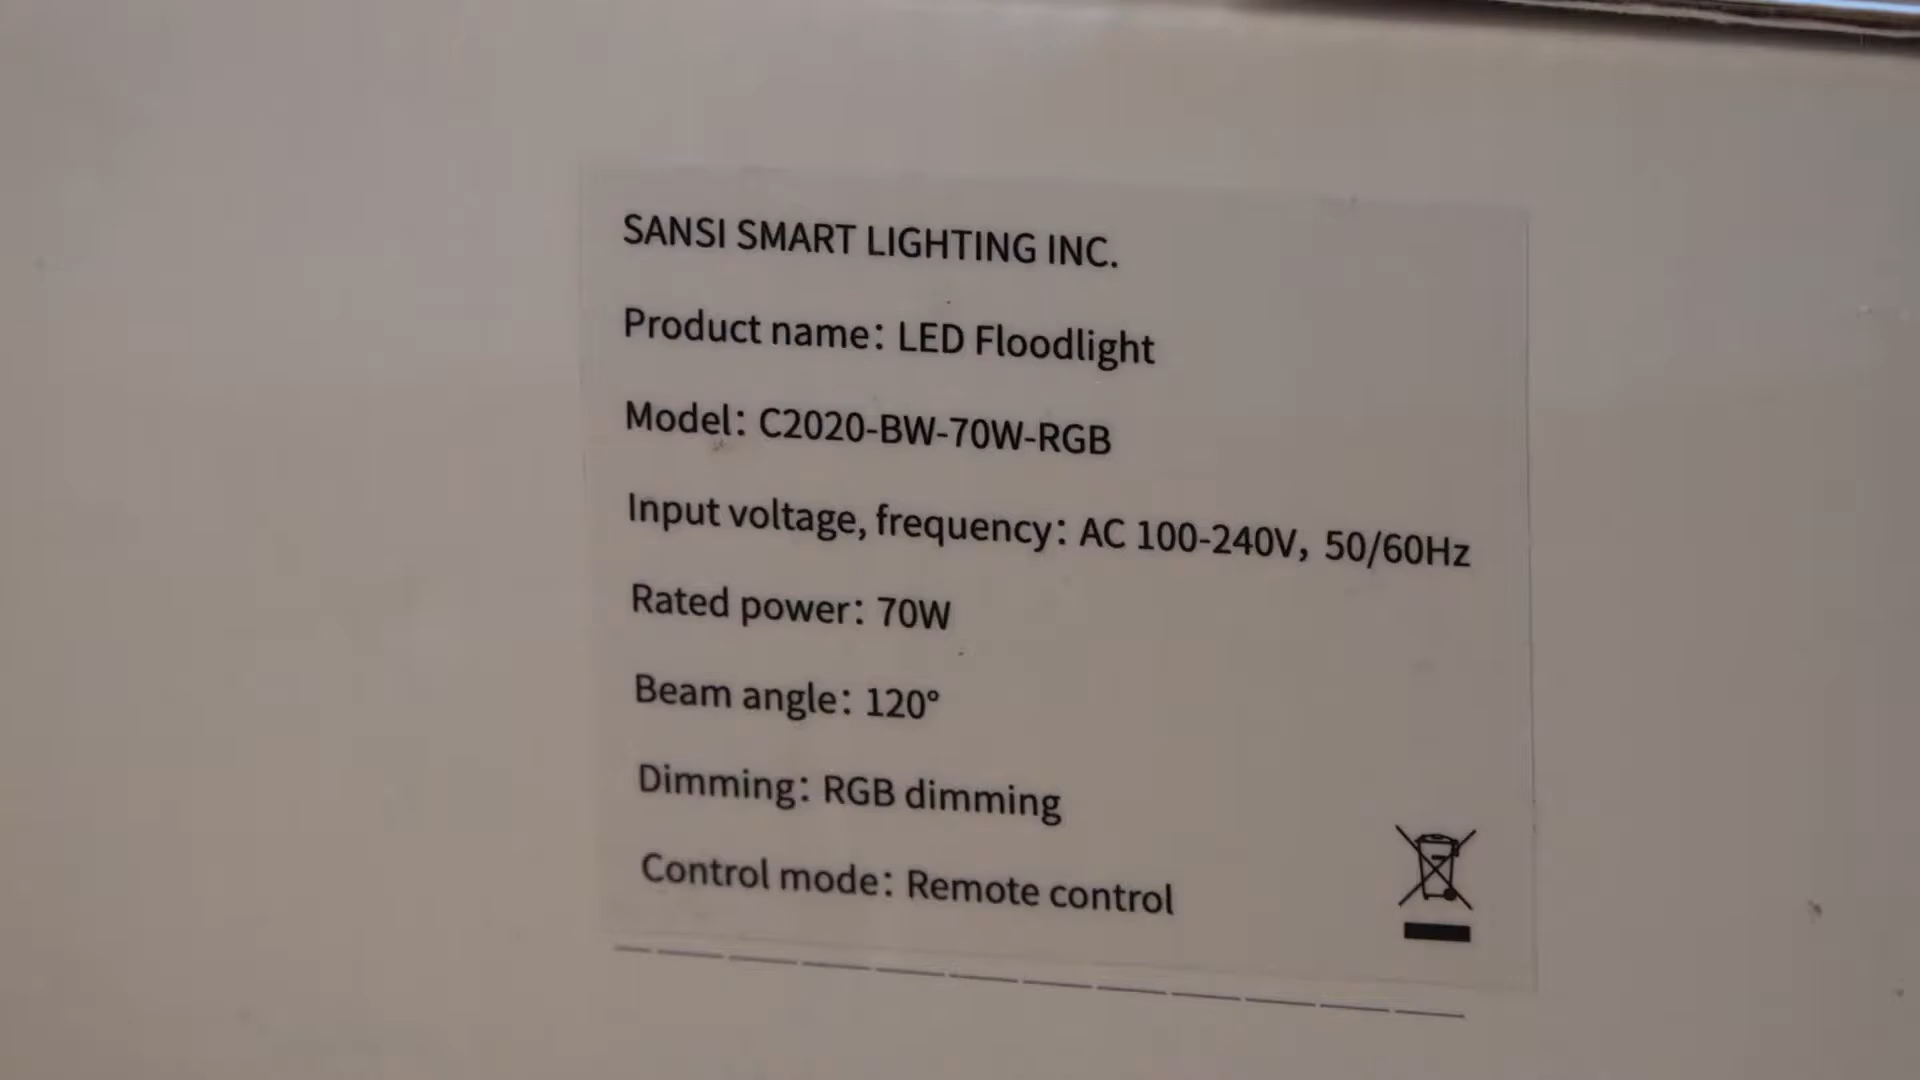 SANSI SMART LIGHTING INC.
Product name: LED Floodlight
Model: C2020-BW-70W-RGB
Input voltage, frequency: AC 100-240V, 50/60Hz
Rated power: 70W
Beam angle: 120°
Dimming: RGB dimming
Control mode: Remote control